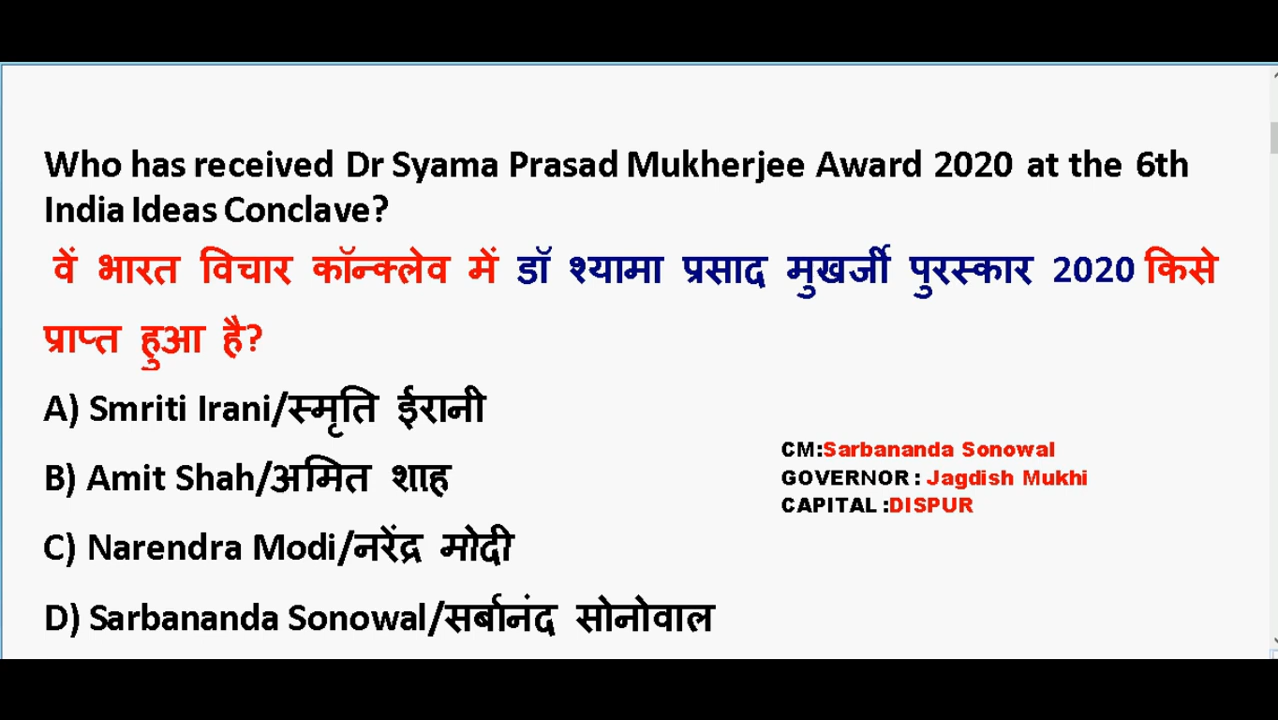 Who has received Dr Syama Prasad Mukherjee Award 2020 at the 6th
India Ideas Conclave?
वें भारत विचार कॉन्क्लेव में डॉ श्यामा प्रसाद मुखर्जी पुरस्कार 2020 किसे
प्राप्त हुआ है?
A) Smriti Irani/स्मृति ईरानी
B) Amit Shah/अमित शाह
C) Narendra Modi/नरेंद्र मोदी
D) Sarbananda Sonowal/सर्बानंद सोनोवाल
CM:Sarbananda Sonowal
GOVERNOR : Jagdish Mukhi
CAPITAL :DISPUR